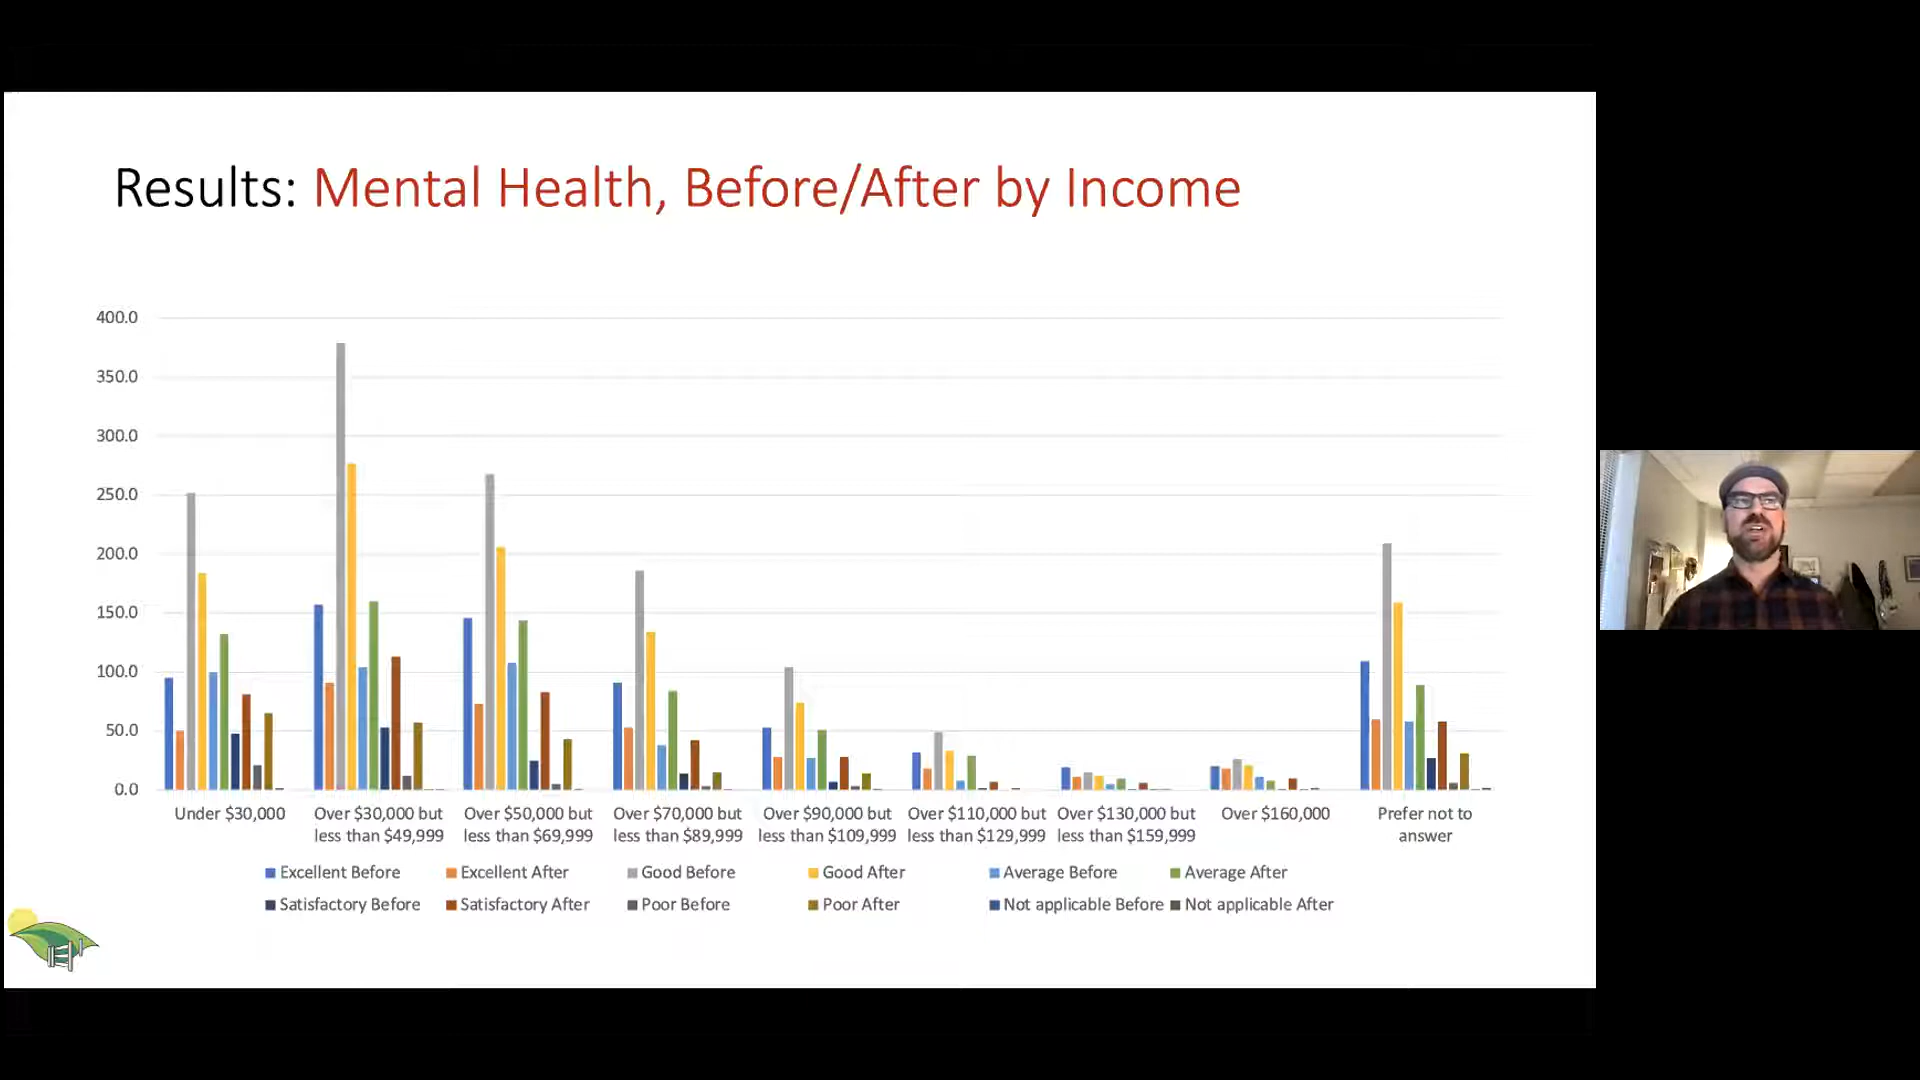 Results: Mental Health, Before/After by Income
400.0
350.0
300.0
250.0
200.0
150.0
100.0
50.0
0.0
Under $30,000
Over $30,000 but
less than $49,999
Over $50,000 but
less than $69,999
Over $70,000 but
less than $89,999
Over $90,000 but
less than $109,999
Over $110,000 but
less than $129,999
Over $130,000 but
less than $159,999
Over $160,000
Prefer not to
answer
Excellent Before
Excellent After
Good Before
Good After
Average Before
Average After
Satisfactory Before
Satisfactory After
Poor Before
Poor After
Not applicable Before
Not applicable After